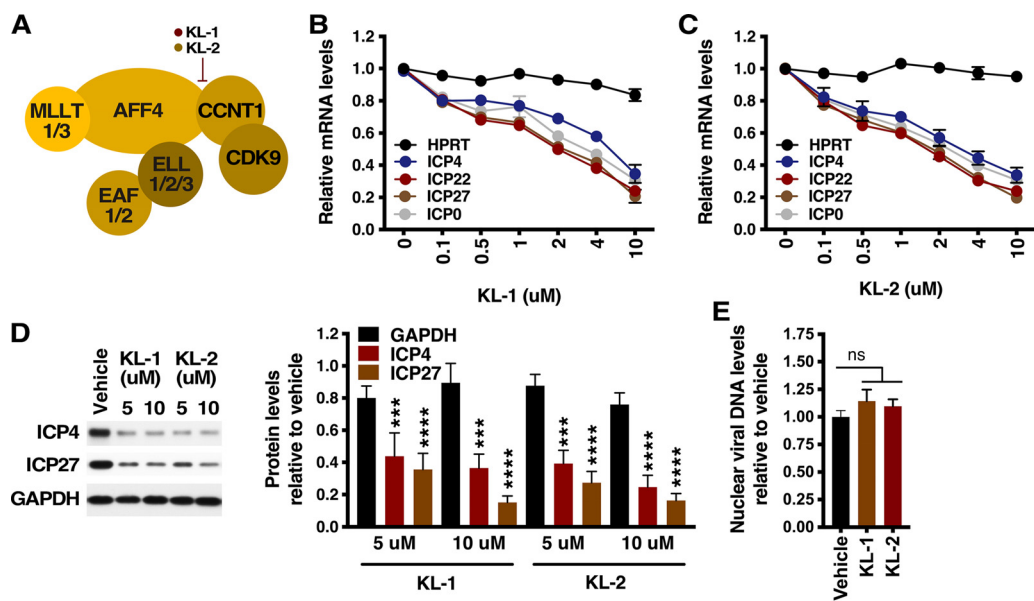 A
KL-1
KL-2
MLLT
1/3
AFF4
CCNT1
CDK9
ELL
1/2/3
EAF
1/2
B
Relative mRNA levels
1.2
1.0
0.8
0.6
0.4
0.2
0.0
HPRT
ICP4
ICP22
ICP27
ICP0
0 0.1 0.5 1 2 4 10
KL-1 (uM)
C
Relative mRNA levels
1.2
1.0
0.8
0.6
0.4
0.2
0.0
HPRT
ICP4
ICP22
ICP27
ICP0
0 0.1 0.5 1 2 4 10
KL-2 (uM)
D
Vehicle
KL-1 KL-2
(uM) (uM)
5 10 5 10
ICP4
ICP27
GAPDH
Protein levels
relative to vehicle
1.2
1.0
0.8
0.6
0.4
0.2
0.0
GAPDH
ICP4
ICP27
*** **** *** **** *** **** **** ****
5 uM 10 uM 5 uM 10 uM
KL-1 KL-2
E
Nuclear viral DNA levels
relative to vehicle
1.75
1.50
1.25
1.00
0.75
0.50
0.25
0.00
ns
Vehicle
KL-1
KL-2